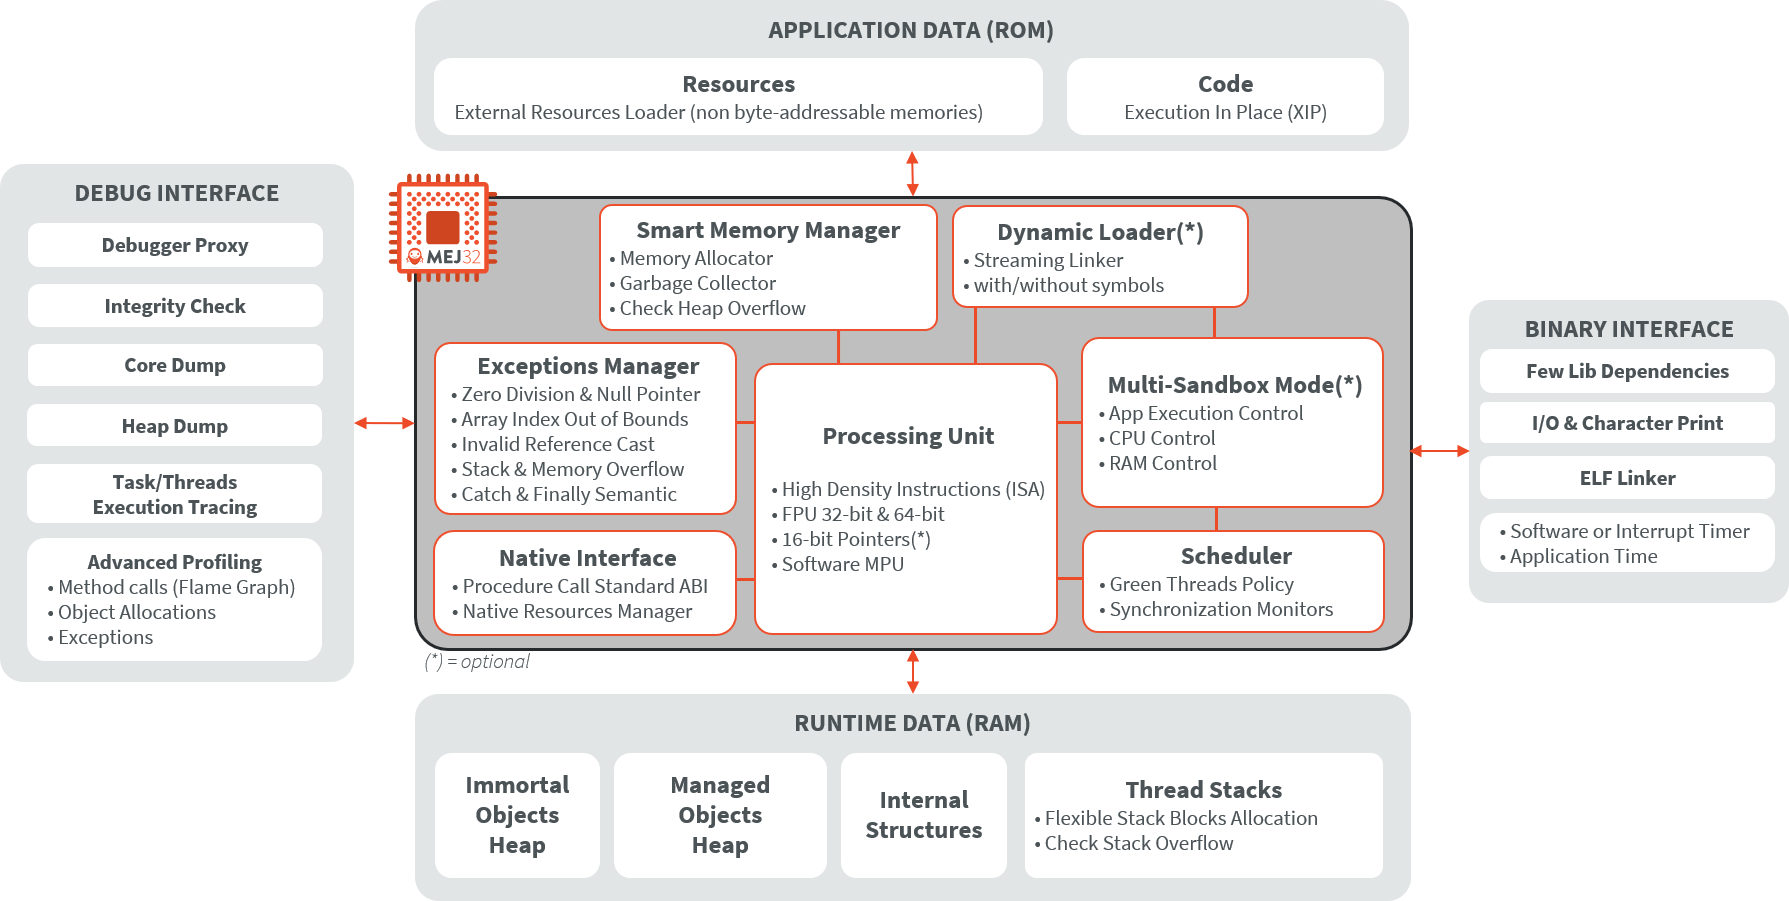 APPLICATION DATA (ROM)
Resources
External Resources Loader (non byte-addressable memories)
Code
Execution In Place (XIP)
DEBUG INTERFACE
Debugger Proxy
Integrity Check
Core Dump
Heap Dump
Task/Threads
Execution Tracing
Advanced Profiling
• Method calls (Flame Graph)
• Object Allocations
• Exceptions
MEJ32
Smart Memory Manager
• Memory Allocator
• Garbage Collector
• Check Heap Overflow
Dynamic Loader(*)
• Streaming Linker
• with/without symbols
Exceptions Manager
• Zero Division & Null Pointer
• Array Index Out of Bounds
• Invalid Reference Cast
• Stack & Memory Overflow
• Catch & Finally Semantic
Processing Unit
• High Density Instructions (ISA)
• FPU 32-bit & 64-bit
• 16-bit Pointers(*)
• Software MPU
Multi-Sandbox Mode(*)
• App Execution Control
• CPU Control
• RAM Control
Native Interface
• Procedure Call Standard ABI
• Native Resources Manager
Scheduler
• Green Threads Policy
• Synchronization Monitors
(*) = optional
BINARY INTERFACE
Few Lib Dependencies
I/O & Character Print
ELF Linker
• Software or Interrupt Timer
• Application Time
RUNTIME DATA (RAM)
Immortal
Objects
Heap
Managed
Objects
Heap
Internal
Structures
Thread Stacks
• Flexible Stack Blocks Allocation
• Check Stack Overflow